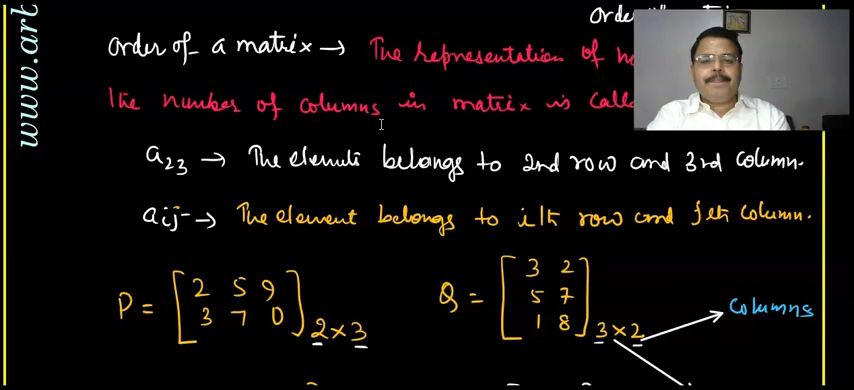 www.art
order of a matrix → The representation of
the number of columns in matrix is
a23 → The elements belongs to 2nd row and 3rd column.
aij → The element belongs to ith row and jth column.
P = [2 5 9
3 7 0] 2×3
Q = [3 2
5 7
1 8] 3×2
Columns